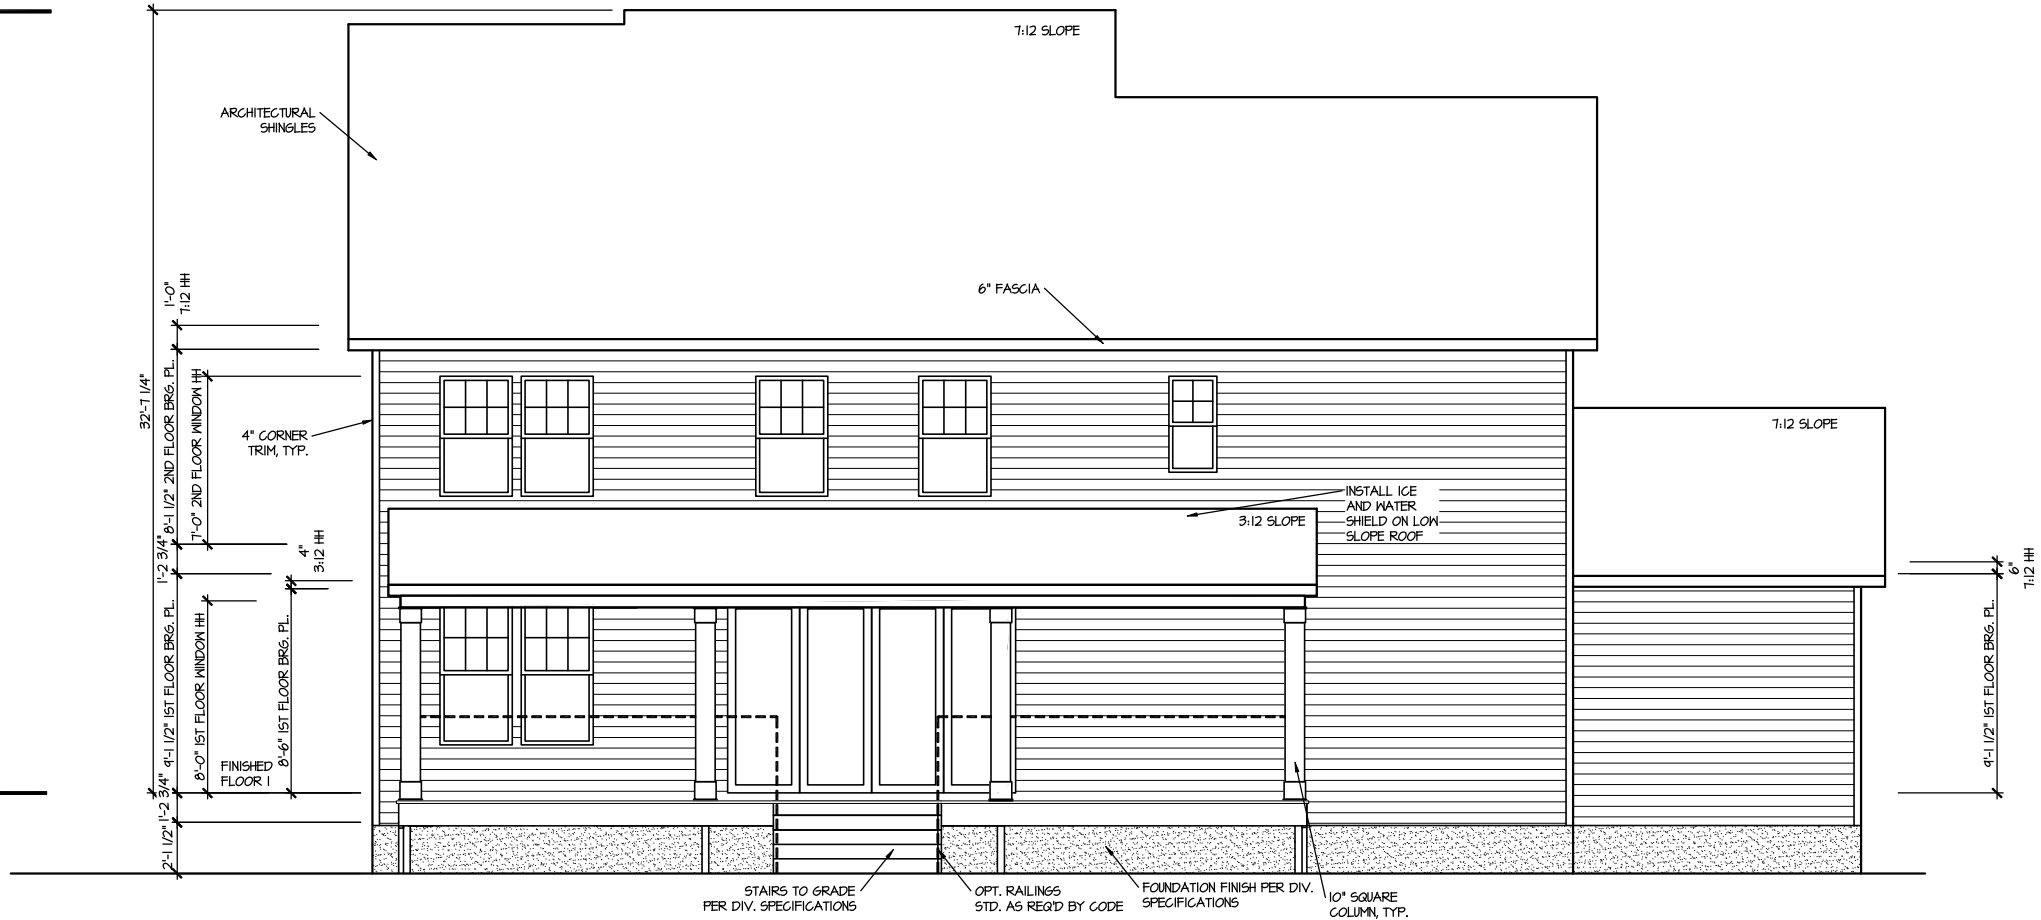 7:12 SLOPE
ARCHITECTURAL
SHINGLES
1'-0"
7:12 HH
6" FASCIA
32'-7 1/4"
8'-1 1/2" 2ND FLOOR BRG. PL.
7'-0" 2ND FLOOR WINDOW HH
4" CORNER
TRIM, TYP.
7:12 SLOPE
INSTALL ICE
AND WATER
SHIELD ON LOW
SLOPE ROOF
3:12 SLOPE
1'-2 3/4"
4"
3:12 HH
6"
7:12 HH
9'-1 1/2" 1ST FLOOR BRG. PL.
8'-0" 1ST FLOOR WINDOW HH
8'-6" 1ST FLOOR BRG. PL.
9'-1 1/2" 1ST FLOOR BRG. PL.
FINISHED
FLOOR 1
1'-2 3/4"
2'-1 1/2"
STAIRS TO GRADE
PER DIV. SPECIFICATIONS
OPT. RAILINGS
STD. AS REQ'D BY CODE
FOUNDATION FINISH PER DIV.
SPECIFICATIONS
10" SQUARE
COLUMN, TYP.